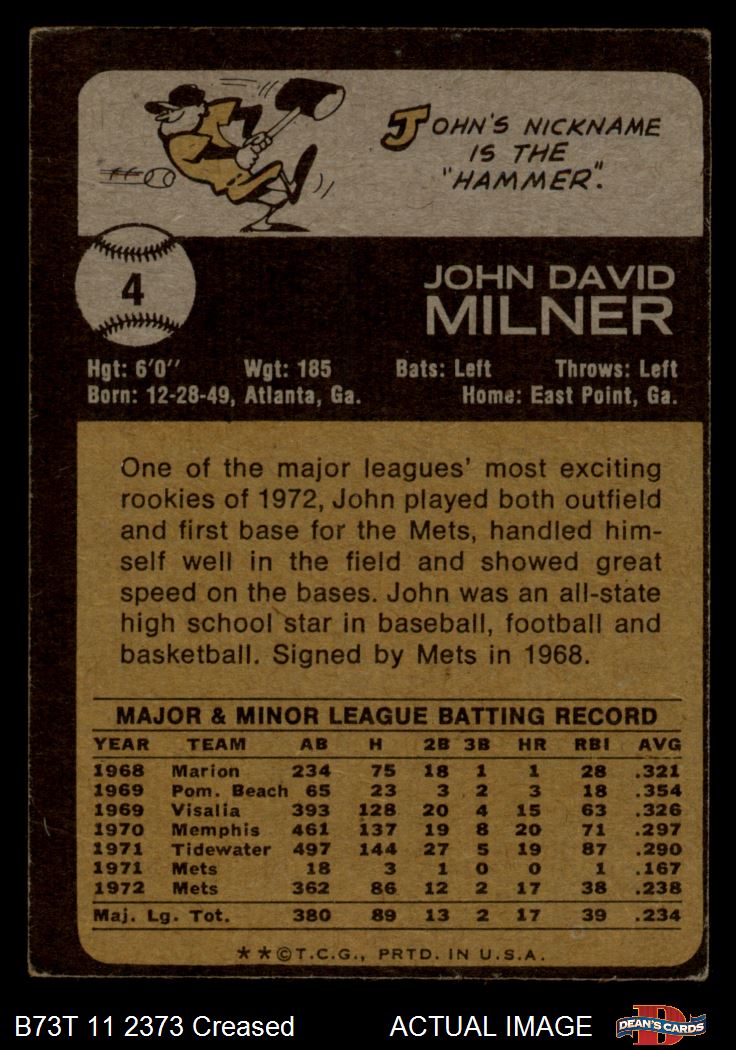 JOHN'S NICKNAME
IS THE
"HAMMER".
4
JOHN DAVID
MILNER
Hgt: 6'0'' Wgt: 185 Bats: Left Throws: Left
Born: 12-28-49, Atlanta, Ga. Home: East Point, Ga.
One of the major leagues' most exciting
rookies of 1972, John played both outfield
and first base for the Mets, handled him-
self well in the field and showed great
speed on the bases. John was an all-state
high school star in baseball, football and
basketball. Signed by Mets in 1968.
MAJOR & MINOR LEAGUE BATTING RECORD
YEAR TEAM AB H 2B 3B HR RBI AVG
1968 Marion 234 75 18 1 1 28 .321
1969 Pom. Beach 65 23 3 2 3 18 .354
1969 Visalia 393 128 20 4 15 63 .326
1970 Memphis 461 137 19 8 20 71 .297
1971 Tidewater 497 144 27 5 19 87 .290
1971 Mets 18 3 1 0 0 1 .167
1972 Mets 362 86 12 2 17 38 .238
Maj. Lg. Tot. 380 89 13 2 17 39 .234
**©T.C.G., PRTD. IN U.S.A.
B73T 11 2373 Creased ACTUAL IMAGE DEAN'S CARDS